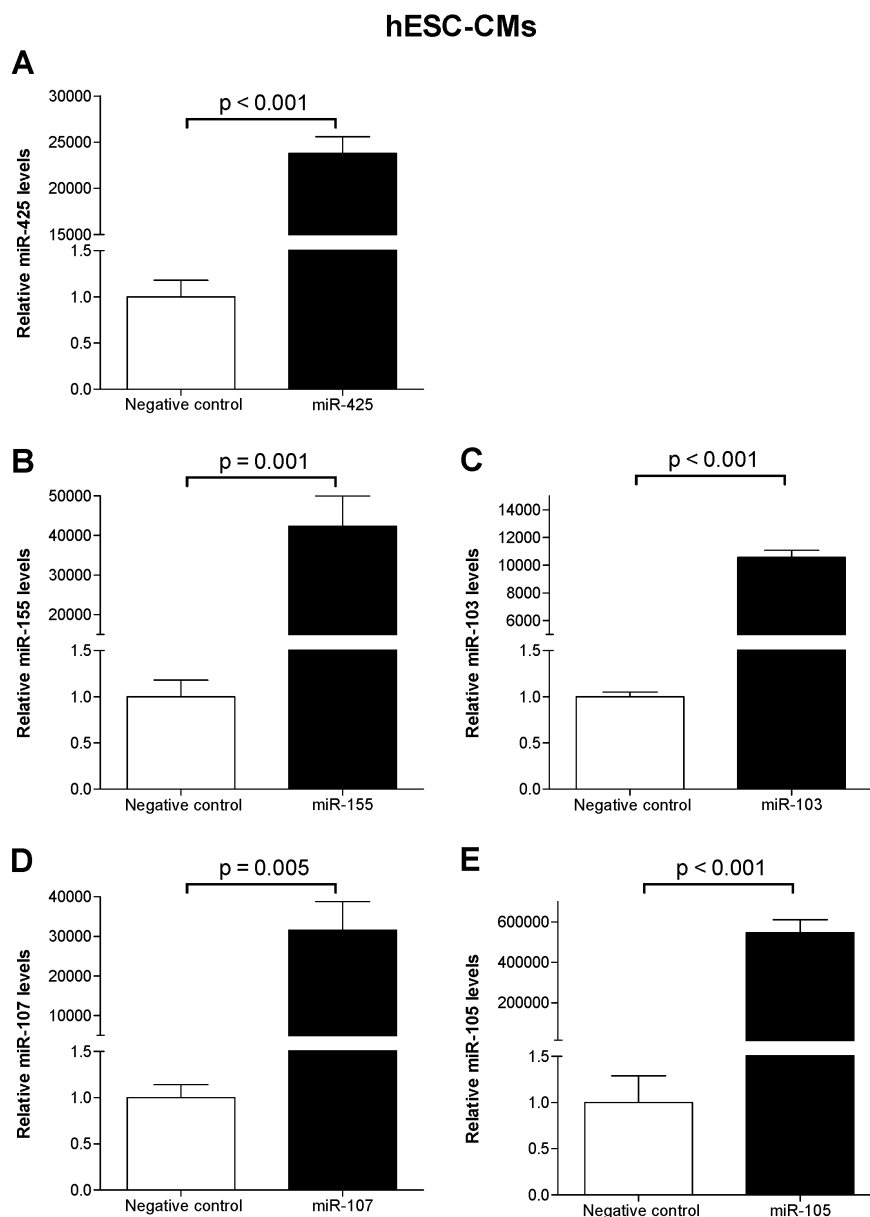 hESC-CMs
A
p < 0.001
Relative miR-425 levels
30000
25000
20000
15000
1.5
1.0
0.5
0.0
Negative control
miR-425
B
p = 0.001
Relative miR-155 levels
50000
40000
30000
20000
1.5
1.0
0.5
0.0
Negative control
miR-155
C
p < 0.001
Relative miR-103 levels
14000
12000
10000
8000
6000
1.5
1.0
0.5
0.0
Negative control
miR-103
D
p = 0.005
Relative miR-107 levels
40000
30000
20000
10000
1.5
1.0
0.5
0.0
Negative control
miR-107
E
p < 0.001
Relative miR-105 levels
600000
400000
200000
1.5
1.0
0.5
0.0
Negative control
miR-105